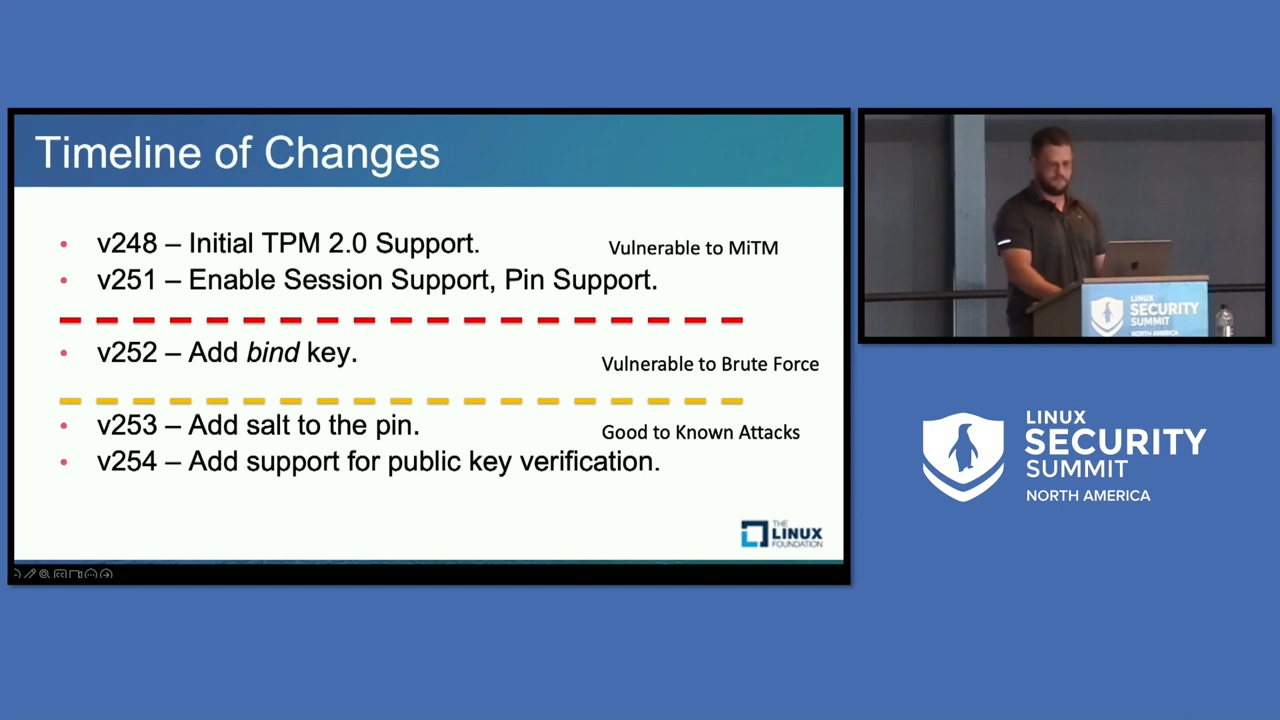 Timeline of Changes
• v248 – Initial TPM 2.0 Support.
Vulnerable to MiTM
• v251 – Enable Session Support, Pin Support.
• v252 – Add bind key.
Vulnerable to Brute Force
• v253 – Add salt to the pin.
Good to Known Attacks
• v254 – Add support for public key verification.
THE
LINUX
FOUNDATION
LINUX
SECURITY
SUMMIT
NORTH AMERICA
LINUX
SECURITY
SUMMIT
NORTH AMERICA